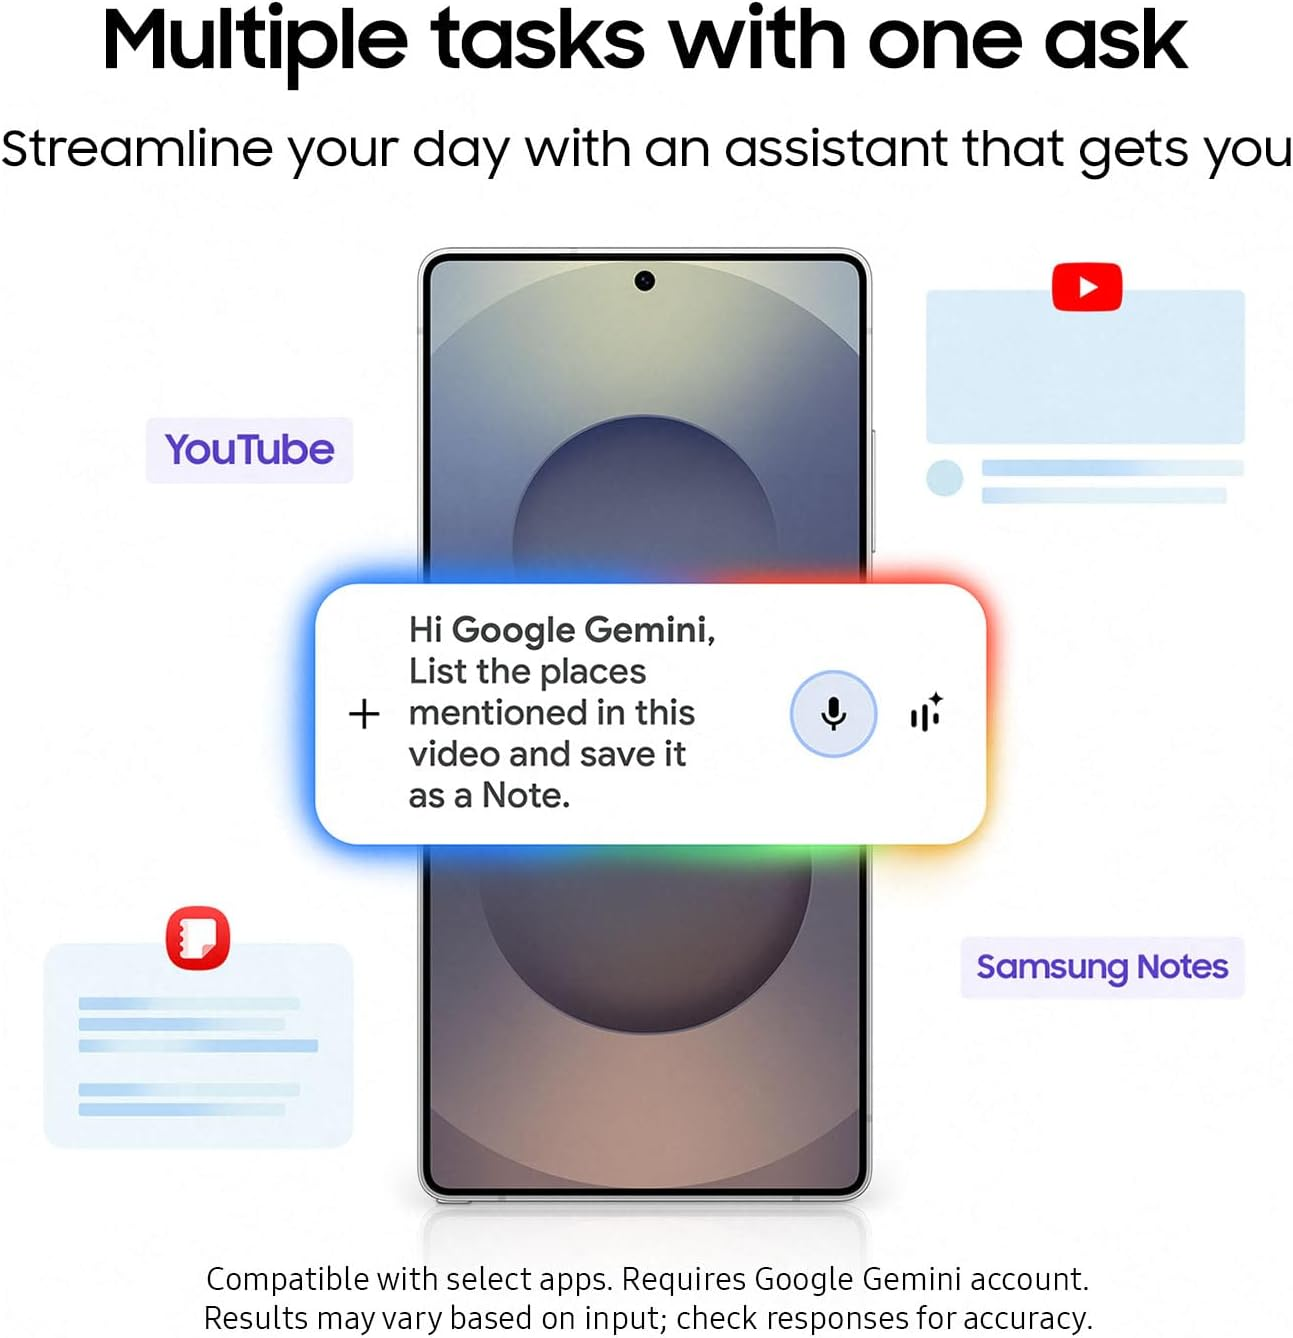 Multiple tasks with one ask
Streamline your day with an assistant that gets you
YouTube
Hi Google Gemini,
List the places
mentioned in this
video and save it
as a Note.
Samsung Notes
Compatible with select apps. Requires Google Gemini account.
Results may vary based on input; check responses for accuracy.